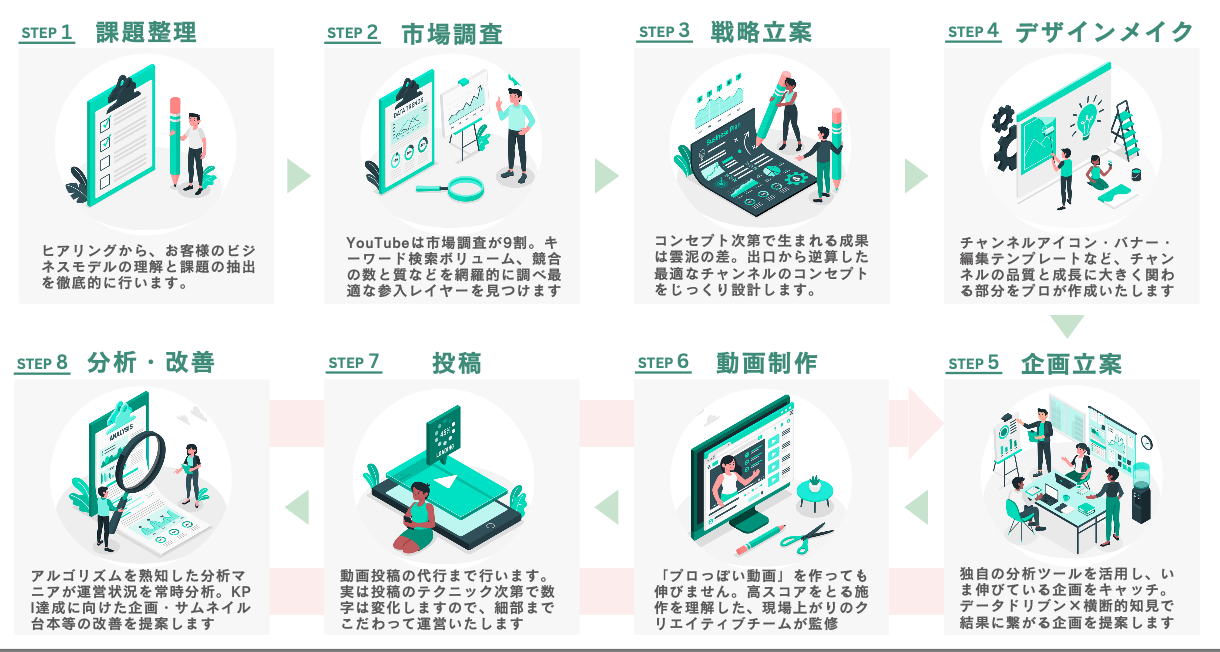 STEP 1 課題整理
ヒアリングから、お客様のビジ
ネスモデルの理解と課題の抽出
を徹底的に行います。
STEP 2 市場調査
DATA TRENDS
YouTubeは市場調査が9割。キ
ーワード検索ボリューム、競合
の数と質などを網羅的に調べ最
適な参入レイヤーを見つけます
STEP 3 戦略立案
Business Plan
コンセプト次第で生まれる成果
は雲泥の差。出口から逆算した
最適なチャンネルのコンセプト
をじっくり設計します。
STEP 4 デザインメイク
チャンネルアイコン・バナー・
編集テンプレートなど、チャン
ネルの品質と成長に大きく関わ
る部分をプロが作成いたします
STEP 5 企画立案
独自の分析ツールを活用し、い
ま伸びている企画をキャッチ。
データドリブン×横断的知見で
結果に繋がる企画を提案します
STEP 6 動画制作
「プロっぽい動画」を作っても
伸びません。高スコアをとる施
作を理解した、現場上がりのク
リエイティブチームが監修
STEP 7 投稿
45%
LOADING
動画投稿の代行まで行います。
実は投稿のテクニック次第で数
字は変化しますので、細部まで
こだわって運営いたします
STEP 8 分析・改善
ANALYSIS
アルゴリズムを熟知した分析マ
ニアが運営状況を常時分析。KP
I達成に向けた企画・サムネイル
台本等の改善を提案します